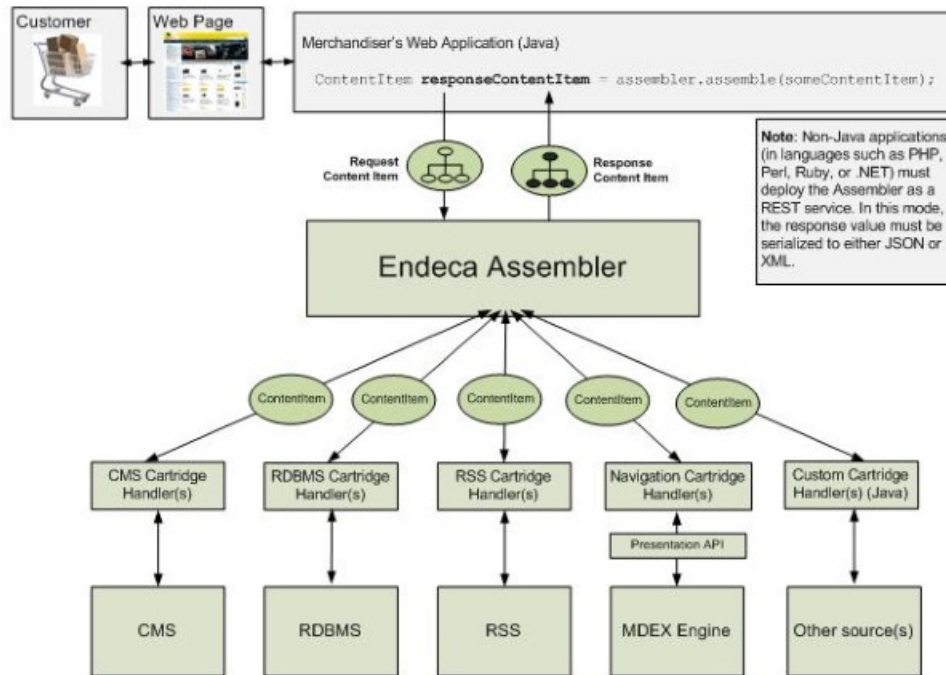 Customer
Web Page
Merchandiser's Web Application (Java)
ContentItem responseContentItem = assembler.assemble(someContentItem);
Note: Non-Java applications
(in languages such as PHP,
Perl, Ruby, or .NET) must
deploy the Assembler as a
REST service. In this mode,
the response value must be
serialized to either JSON or
XML.
Request
Content Item
Response
Content Item
Endeca Assembler
ContentItem
ContentItem
ContentItem
ContentItem
ContentItem
CMS Cartridge
Handler(s)
RDBMS Cartridge
Handler(s)
RSS Cartridge
Handler(s)
Navigation Cartridge
Handler(s)
Custom Cartridge
Handler(s) (Java)
Presentation API
CMS
RDBMS
RSS
MDEX Engine
Other source(s)